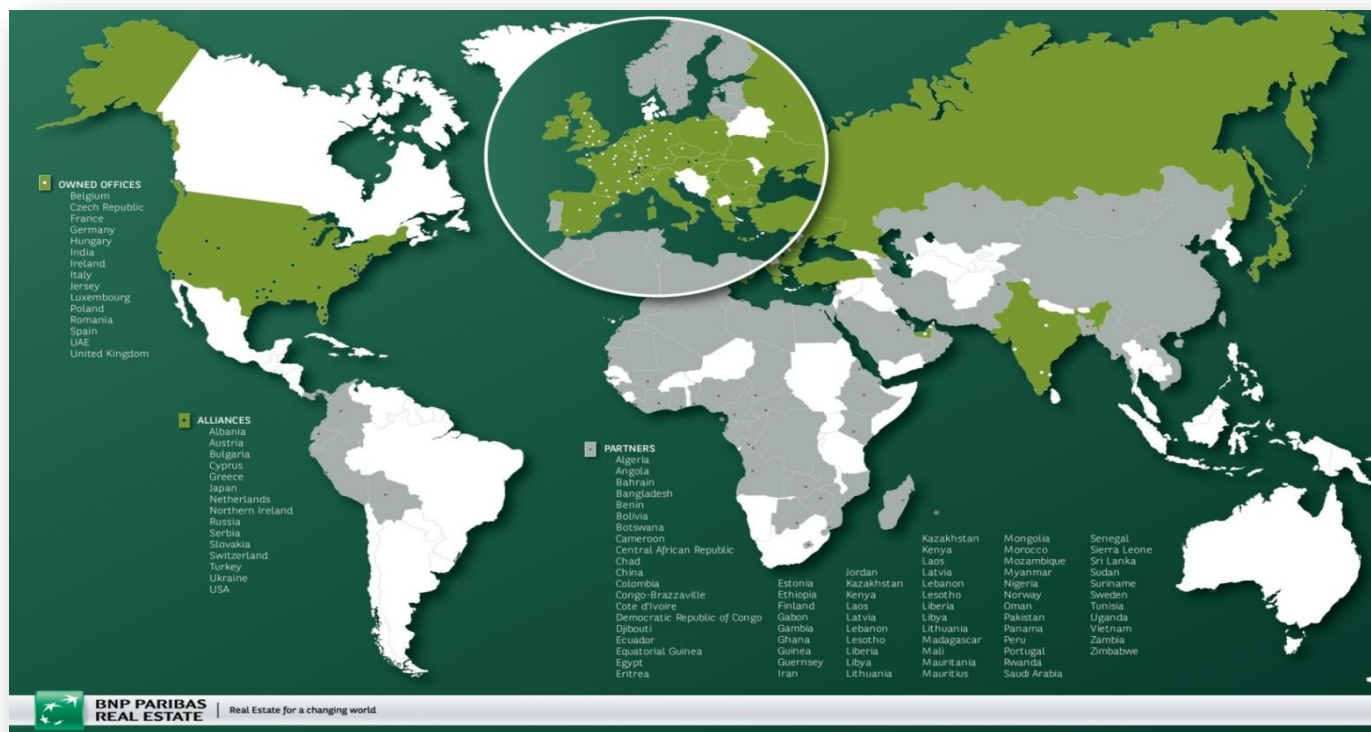 OWNED OFFICES
Belgium
Czech Republic
France
Germany
Hungary
India
Ireland
Italy
Jersey
Luxembourg
Poland
Romania
Spain
UAE
United Kingdom
ALLIANCES
Albania
Austria
Bulgaria
Cyprus
Greece
Japan
Netherlands
Northern Ireland
Russia
Serbia
Slovakia
Switzerland
Turkey
Ukraine
USA
PARTNERS
Algeria
Angola
Bahrain
Bangladesh
Benin
Bolivia
Botswana
Cameroon
Central African Republic
Chad
China
Colombia
Congo-Brazzaville
Cote d'Ivoire
Democratic Republic of Congo
Djibouti
Ecuador
Equatorial Guinea
Egypt
Eritrea
Estonia
Ethiopia
Finland
Gabon
Gambia
Ghana
Guinea
Guernsey
Iran
Jordan
Kazakhstan
Kenya
Laos
Latvia
Lebanon
Lesotho
Liberia
Libya
Lithuania
Kazakhstan
Kenya
Laos
Latvia
Lebanon
Lesotho
Liberia
Libya
Lithuania
Madagascar
Mali
Mauritania
Mauritius
Mongolia
Morocco
Mozambique
Myanmar
Nigeria
Norway
Oman
Pakistan
Panama
Peru
Portugal
Rwanda
Saudi Arabia
Senegal
Sierra Leone
Sri Lanka
Sudan
Suriname
Sweden
Tunisia
Uganda
Vietnam
Zambia
Zimbabwe
BNP PARIBAS
REAL ESTATE
Real Estate for a changing world